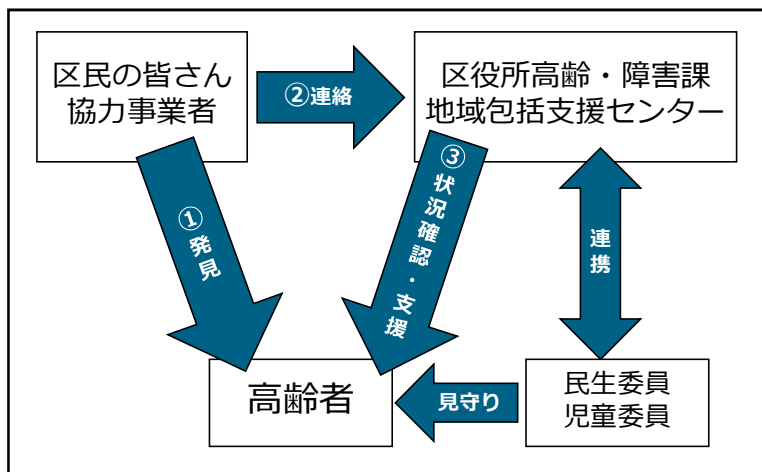 区民の皆さん
協力事業者
②連絡
区役所高齢・障害課
地域包括支援センター
①発見
③状況確認・支援
連携
高齢者
見守り
民生委員
児童委員